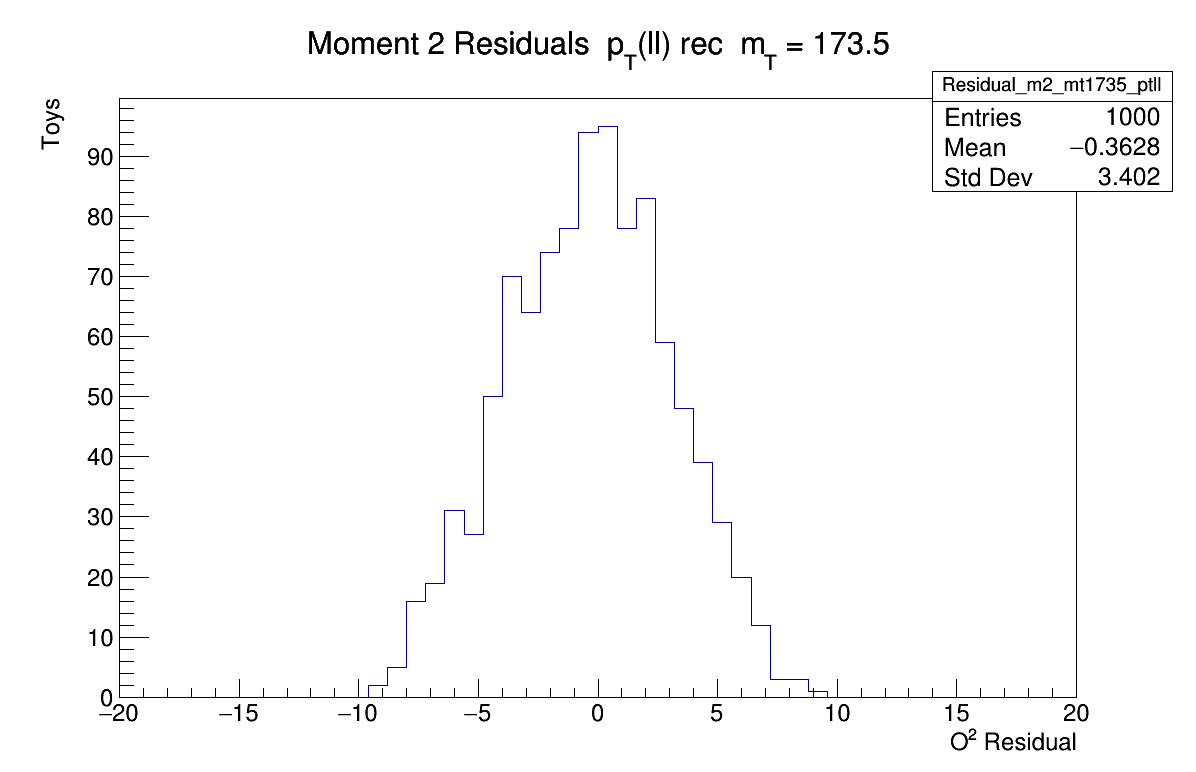 Moment 2 Residuals p_T(ll) rec m_T = 173.5
Residual_m2_mt1735_ptll
Entries 1000
Mean −0.3628
Std Dev 3.402
Toys
90
80
70
60
50
40
30
20
10
0
−20 −15 −10 −5 0 5 10 15 20
O² Residual